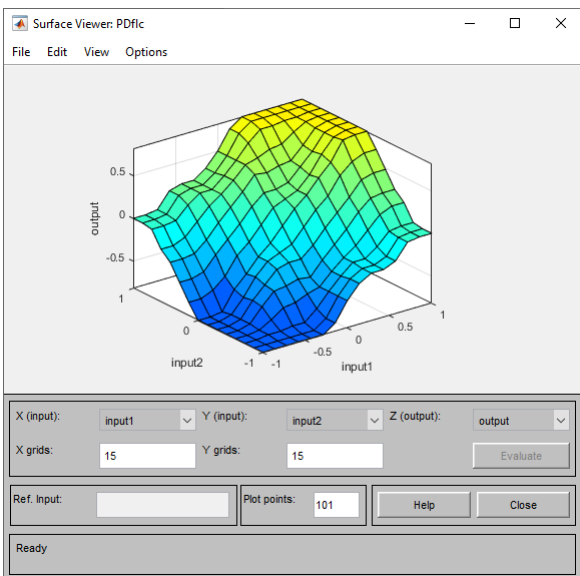 Surface Viewer: PDflc
File Edit View Options
0.5
0
-0.5
output
1
0
-1
input2
-1
-0.5
0
0.5
1
input1
X (input): input1 Y (input): input2 Z (output): output
X grids: 15 Y grids: 15 Evaluate
Ref. Input: Plot points: 101 Help Close
Ready